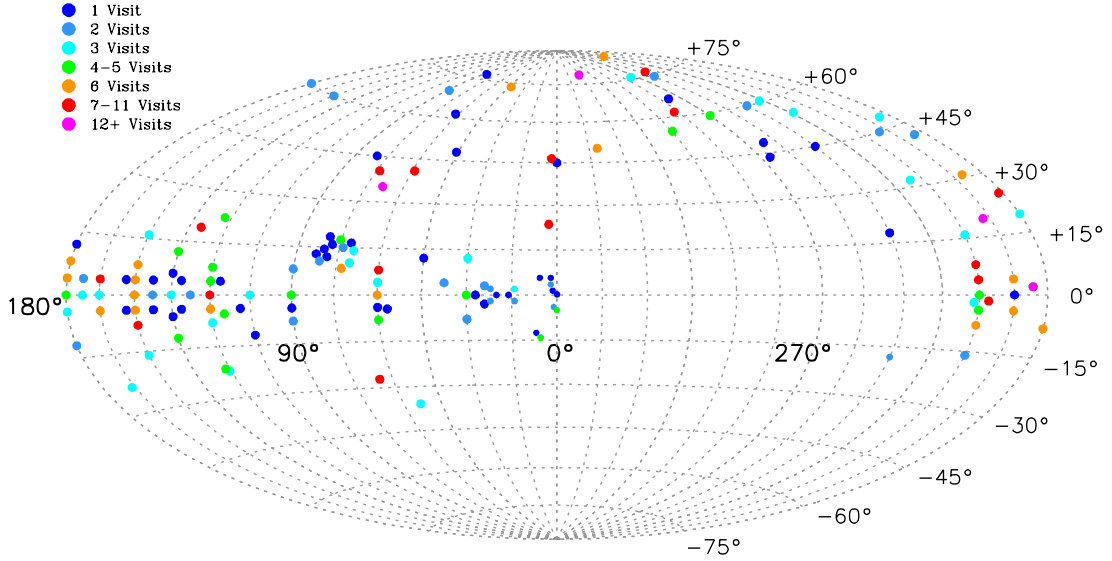 1 Visit
2 Visits
3 Visits
4-5 Visits
6 Visits
7-11 Visits
12+ Visits
+75°
+60°
+45°
+30°
+15°
180°
0°
90°
0°
270°
-15°
-30°
-45°
-60°
-75°